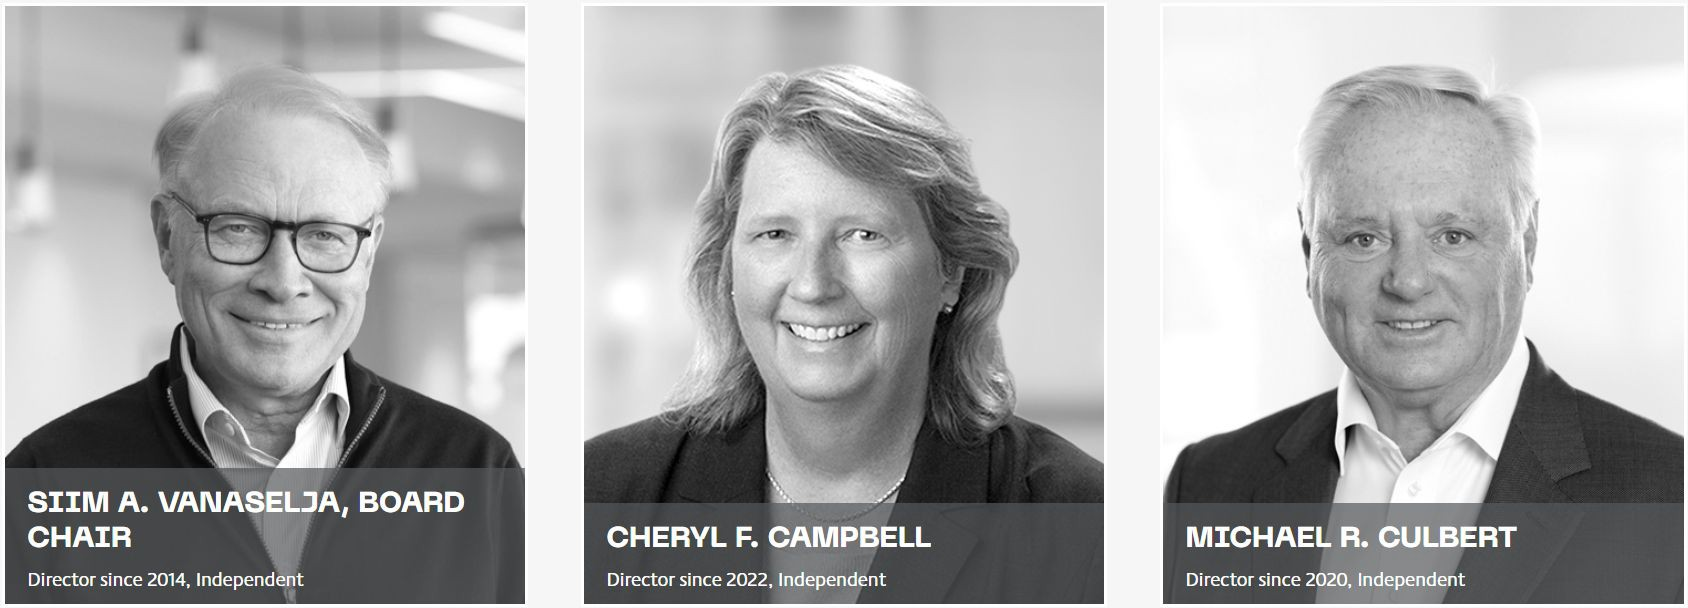 SIIM A. VANASELJA, BOARD
CHAIR
Director since 2014, Independent
CHERYL F. CAMPBELL
Director since 2022, Independent
MICHAEL R. CULBERT
Director since 2020, Independent